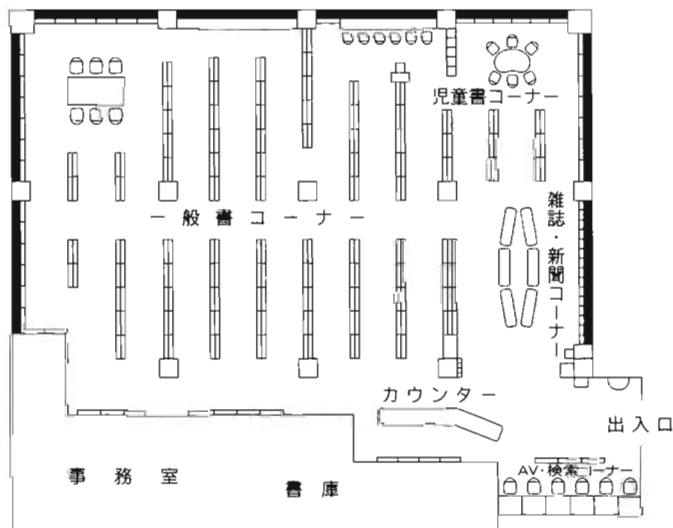 児童書コーナー
一般書コーナー
雑誌・新聞コーナー
カウンター
出入口
AV・検索コーナー
事務室
書庫